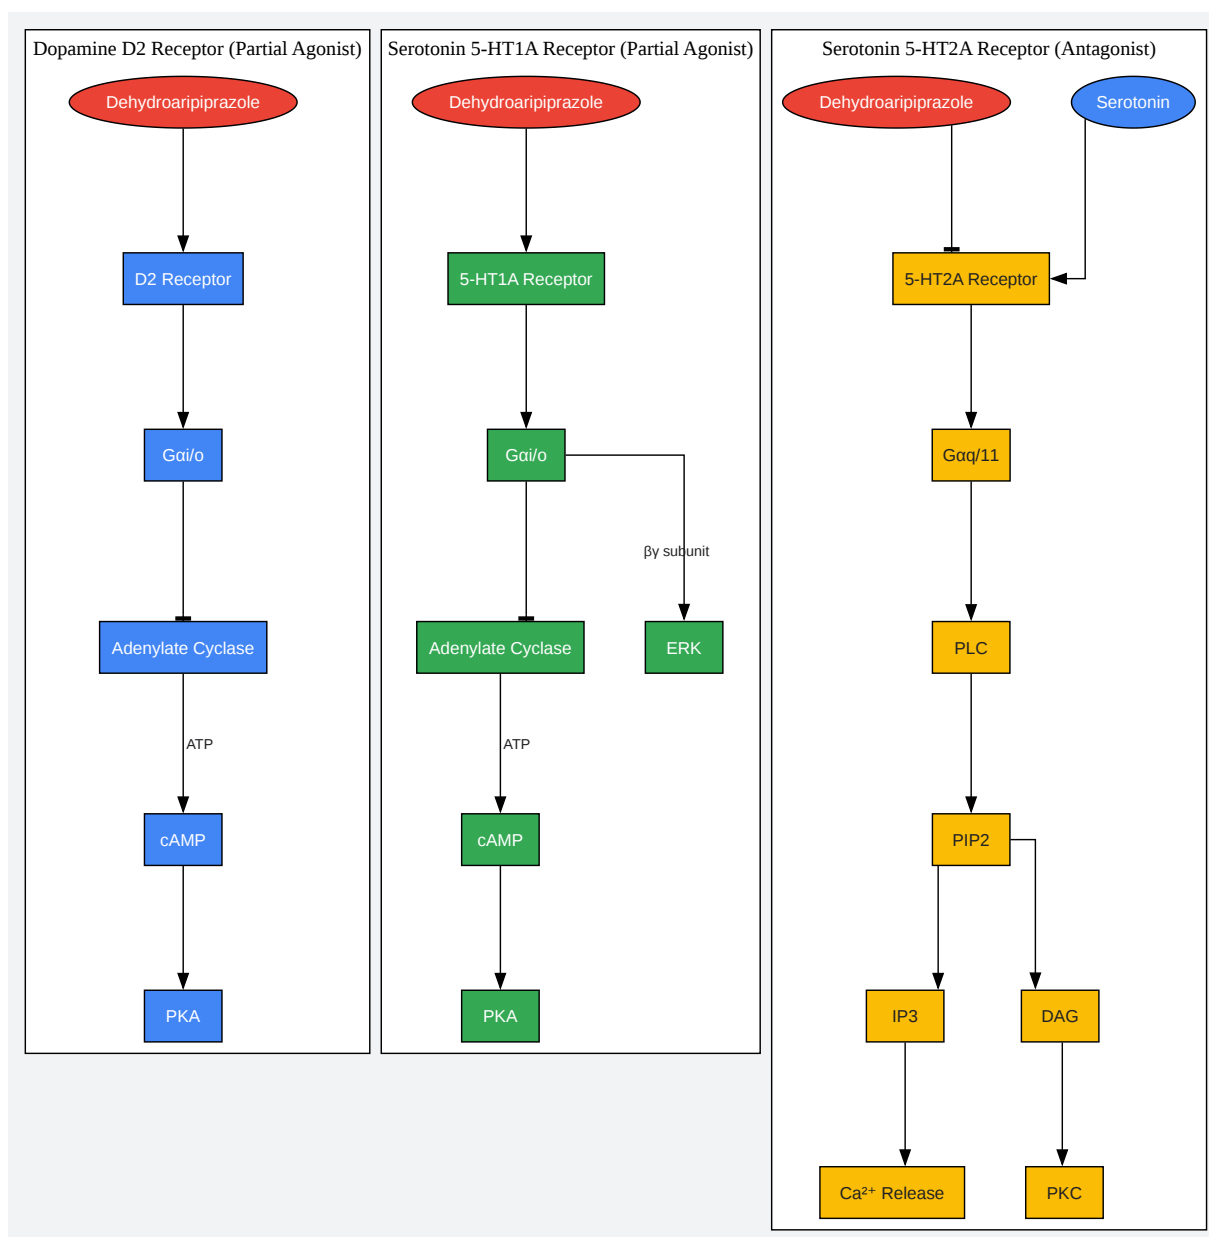 Dopamine D2 Receptor (Partial Agonist)
Dehydroaripiprazole
D2 Receptor
Gαi/o
Adenylate Cyclase
ATP
cAMP
PKA
Serotonin 5-HT1A Receptor (Partial Agonist)
Dehydroaripiprazole
5-HT1A Receptor
Gαi/o
βγ subunit
Adenylate Cyclase
ERK
ATP
cAMP
PKA
Serotonin 5-HT2A Receptor (Antagonist)
Dehydroaripiprazole
Serotonin
5-HT2A Receptor
Gαq/11
PLC
PIP2
IP3
DAG
Ca²⁺ Release
PKC